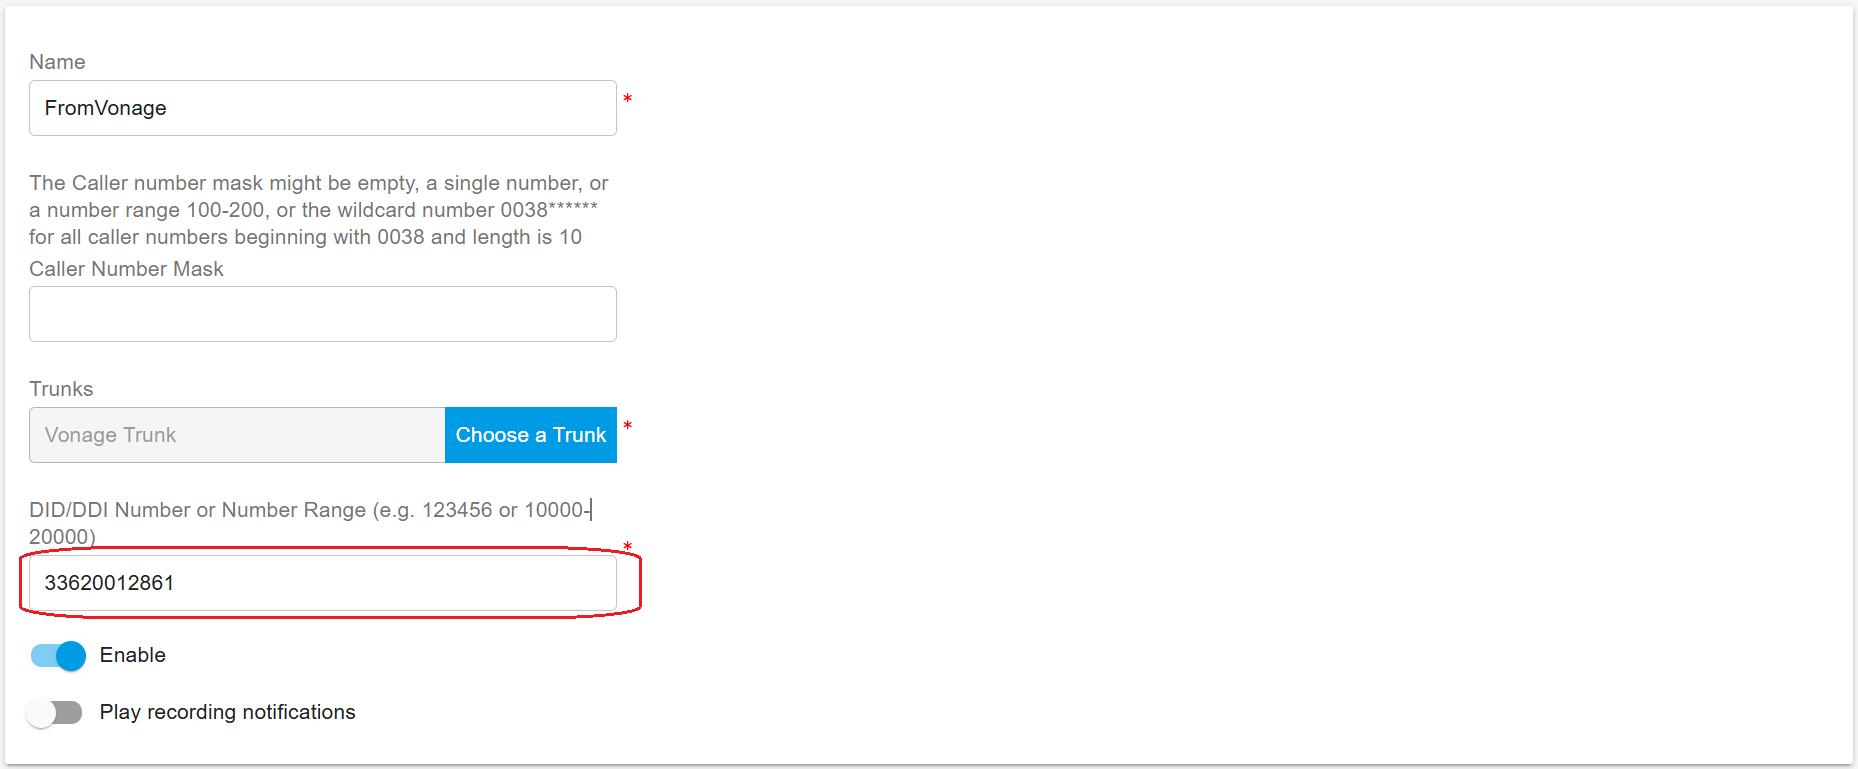 Name
FromVonage
*
The Caller number mask might be empty, a single number, or
a number range 100-200, or the wildcard number 0038******
for all caller numbers beginning with 0038 and length is 10
Caller Number Mask
Trunks
Vonage Trunk
Choose a Trunk
*
DID/DDI Number or Number Range (e.g. 123456 or 10000-
20000)
*
33620012861
Enable
Play recording notifications